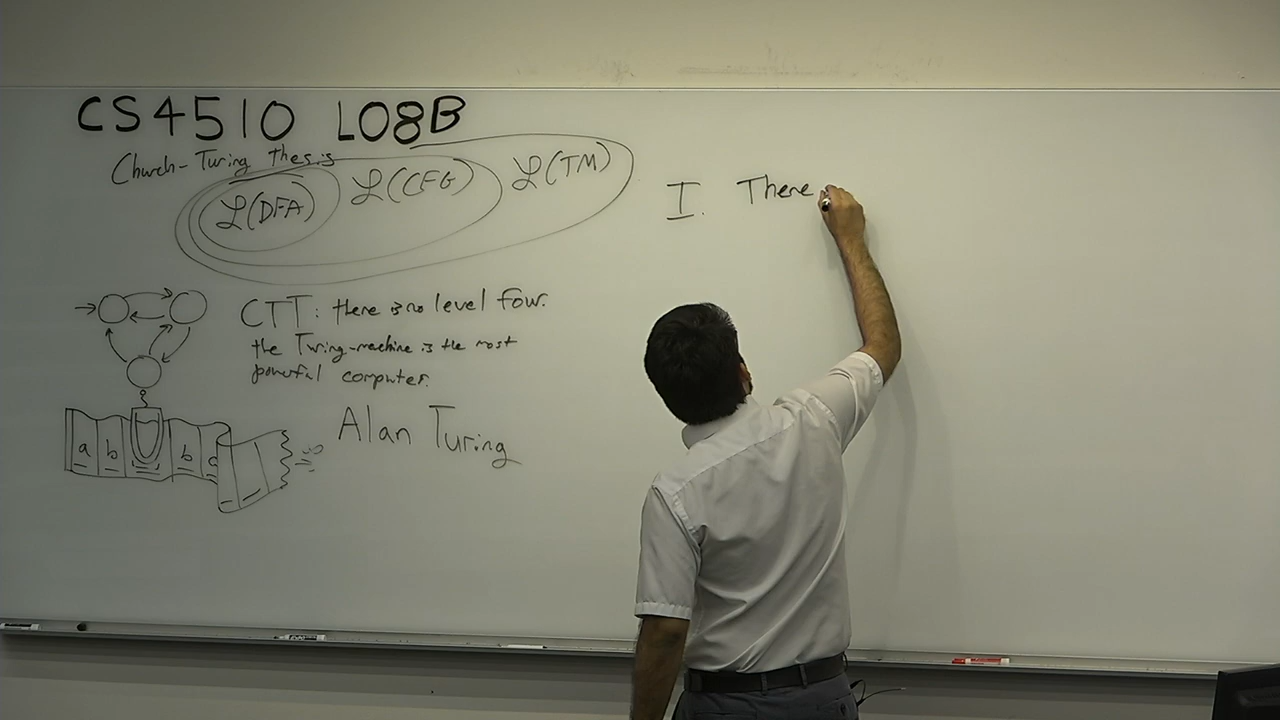 CS4510 L08B
Church-Turing thesis
L(DFA) L(CFG) L(TM)
CTT: there is no level four.
the Turing-machine is the most
powerful computer.
a b b
Alan Turing
I. There